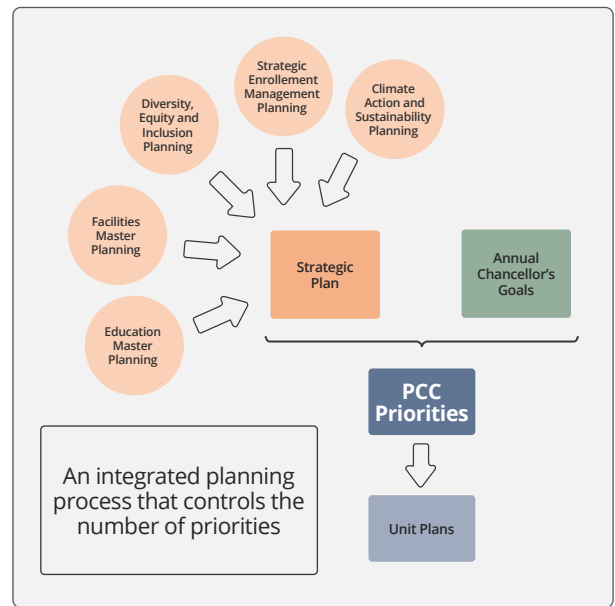 Strategic
Enrollement
Management
Planning
Climate
Action and
Sustainability
Planning
Diversity,
Equity and
Inclusion
Planning
Facilities
Master
Planning
Education
Master
Planning
Strategic
Plan
Annual
Chancellor's
Goals
PCC
Priorities
Unit Plans
An integrated planning
process that controls the
number of priorities